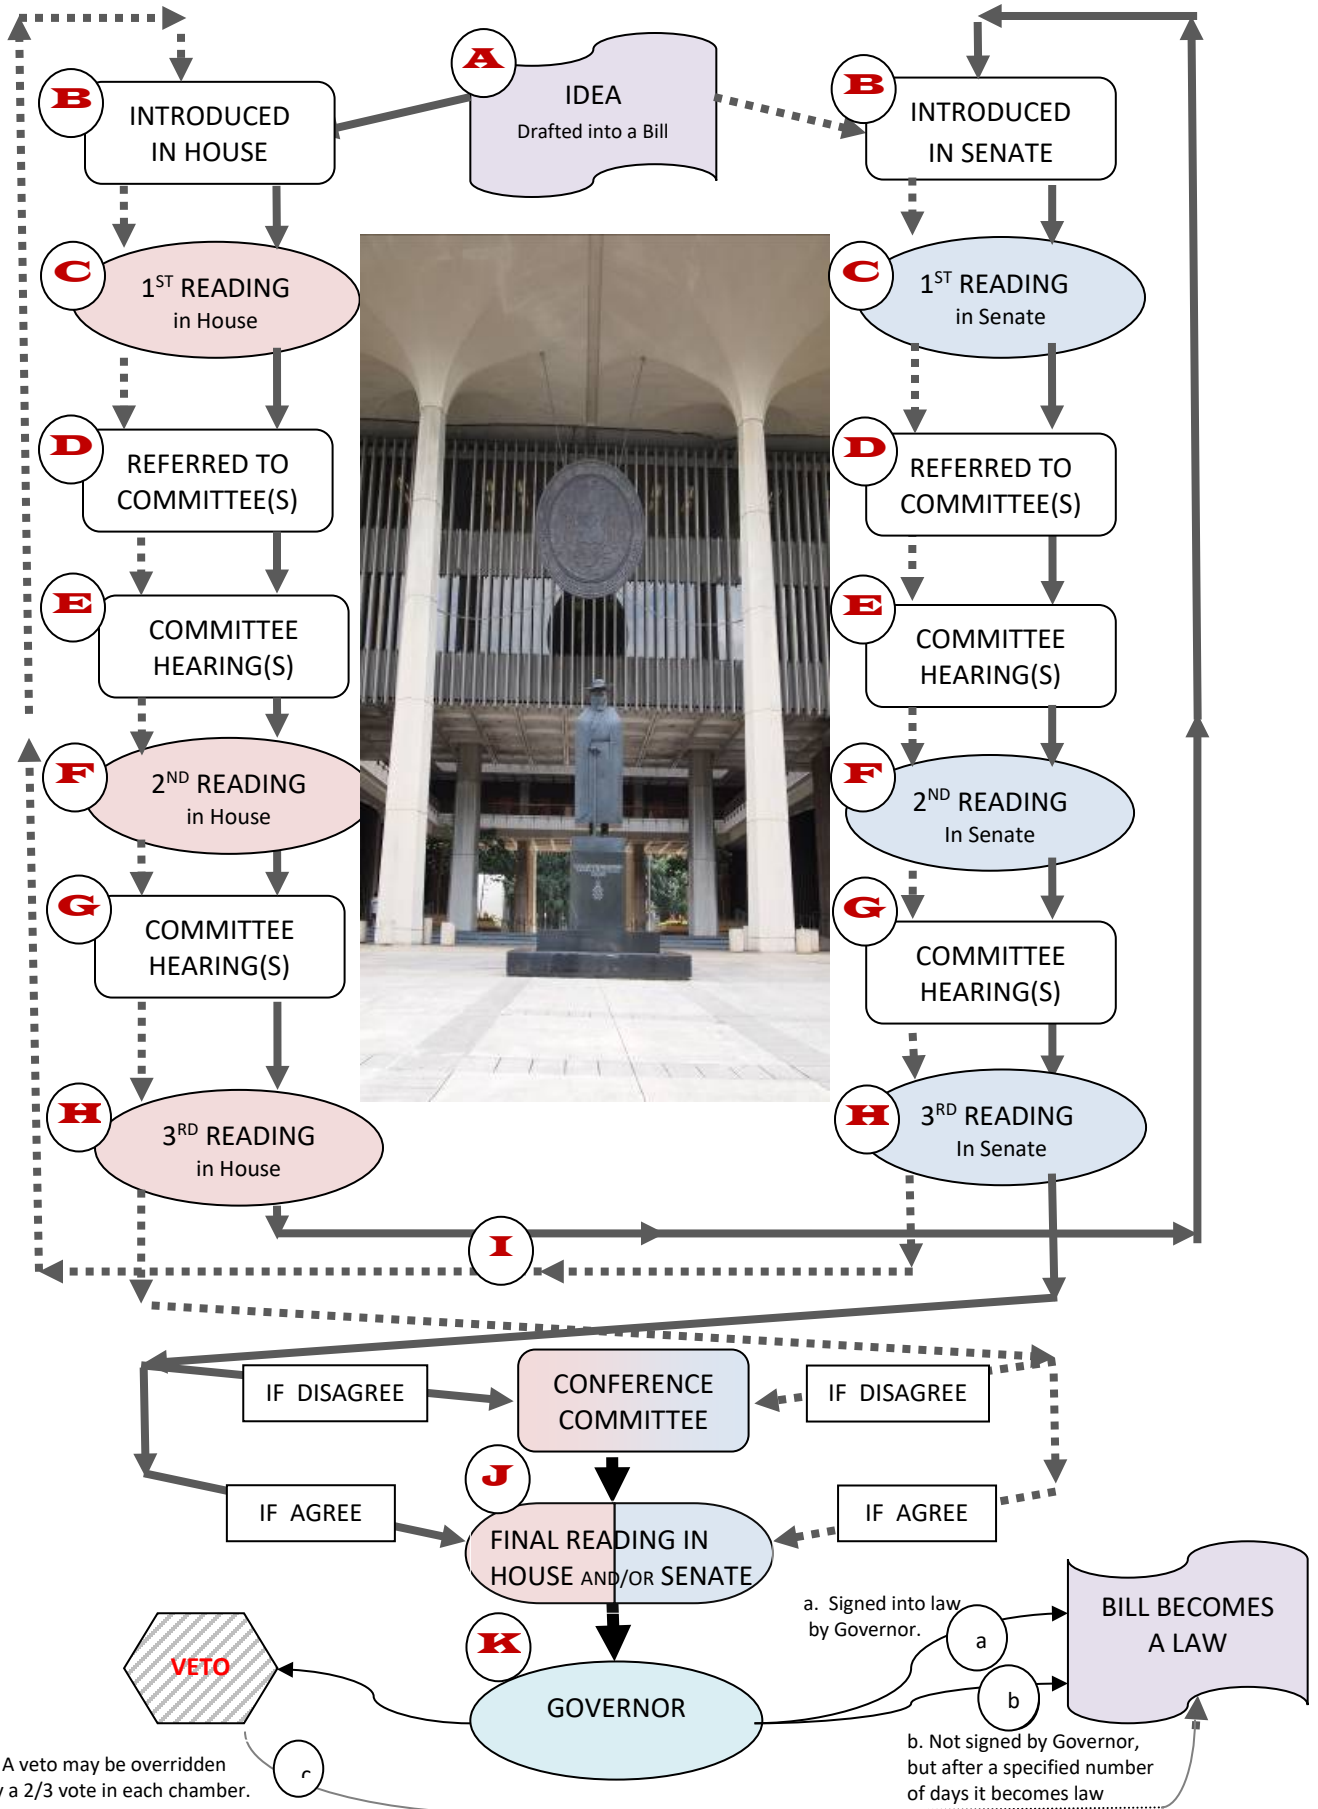 A
IDEA
Drafted into a Bill
B
INTRODUCED
IN HOUSE
C
1ST READING
in House
D
REFERRED TO
COMMITTEE(S)
E
COMMITTEE
HEARING(S)
F
2ND READING
in House
G
COMMITTEE
HEARING(S)
H
3RD READING
in House
B
INTRODUCED
IN SENATE
C
1ST READING
in Senate
D
REFERRED TO
COMMITTEE(S)
E
COMMITTEE
HEARING(S)
F
2ND READING
In Senate
G
COMMITTEE
HEARING(S)
H
3RD READING
In Senate
I
IF DISAGREE
CONFERENCE
COMMITTEE
IF DISAGREE
J
IF AGREE
FINAL READING IN
HOUSE AND/OR SENATE
IF AGREE
K
GOVERNOR
VETO
a. Signed into law
by Governor.
a
b
BILL BECOMES
A LAW
b. Not signed by Governor,
but after a specified number
of days it becomes law
A veto may be overridden
a 2/3 vote in each chamber.
c